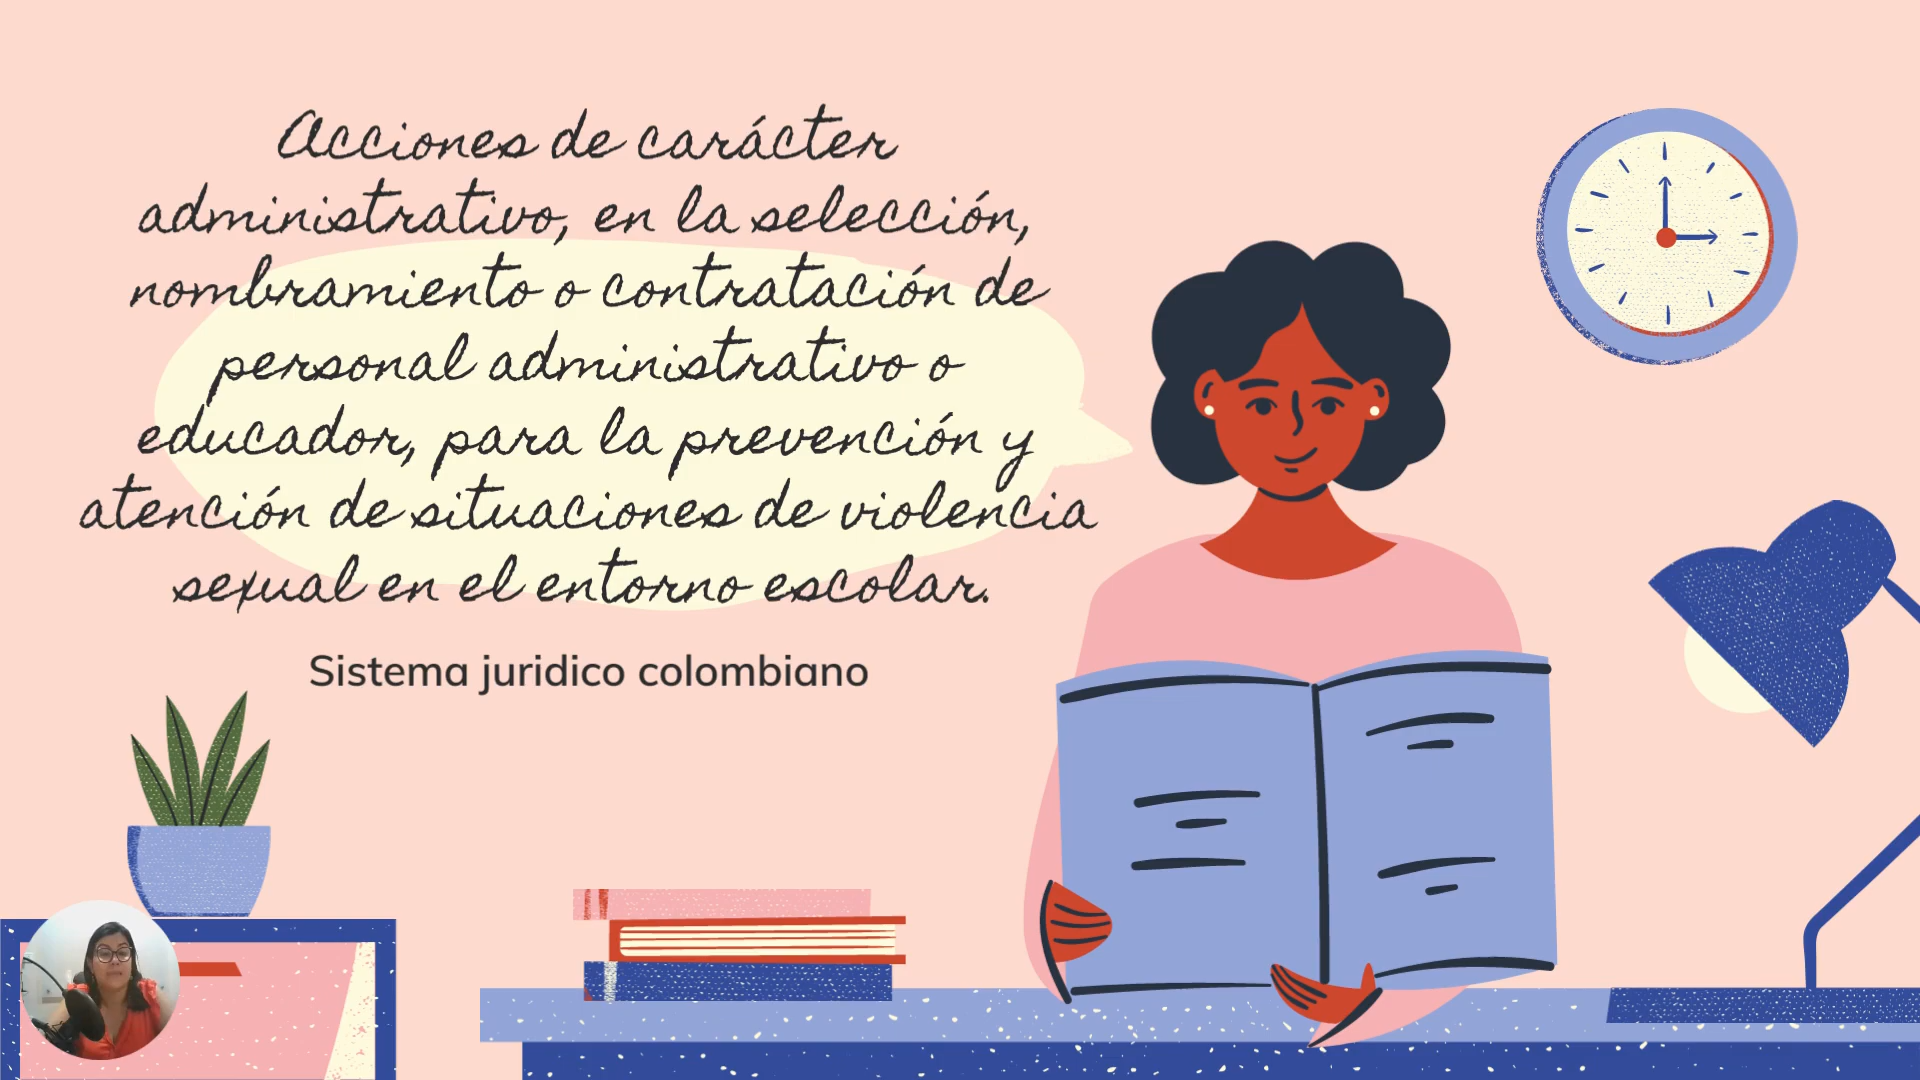 Acciones de carácter
administrativo, en la selección,
nombramiento o contratación de
personal administrativo o
educador, para la prevención y
atención de situaciones de violencia
sexual en el entorno escolar.
Sistema juridico colombiano